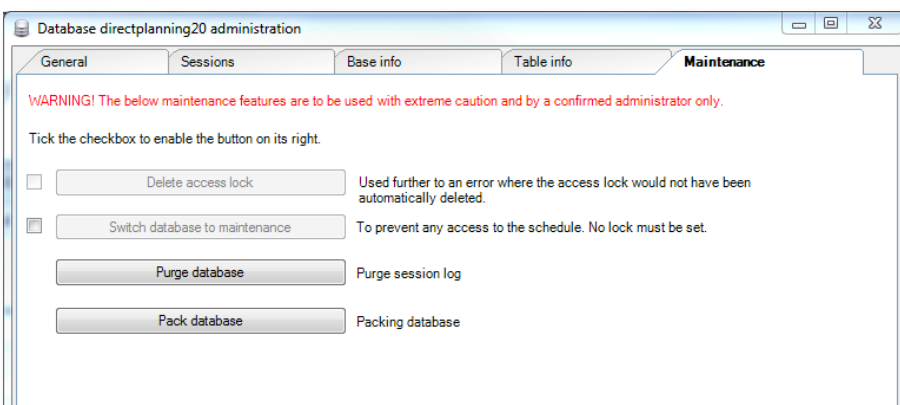 Database directplanning20 administration
General Sessions Base info Table info Maintenance
WARNING! The below maintenance features are to be used with extreme caution and by a confirmed administrator only.
Tick the checkbox to enable the button on its right.
Delete access lock Used further to an error where the access lock would not have been
automatically deleted.
Switch database to maintenance To prevent any access to the schedule. No lock must be set.
Purge database Purge session log
Pack database Packing database